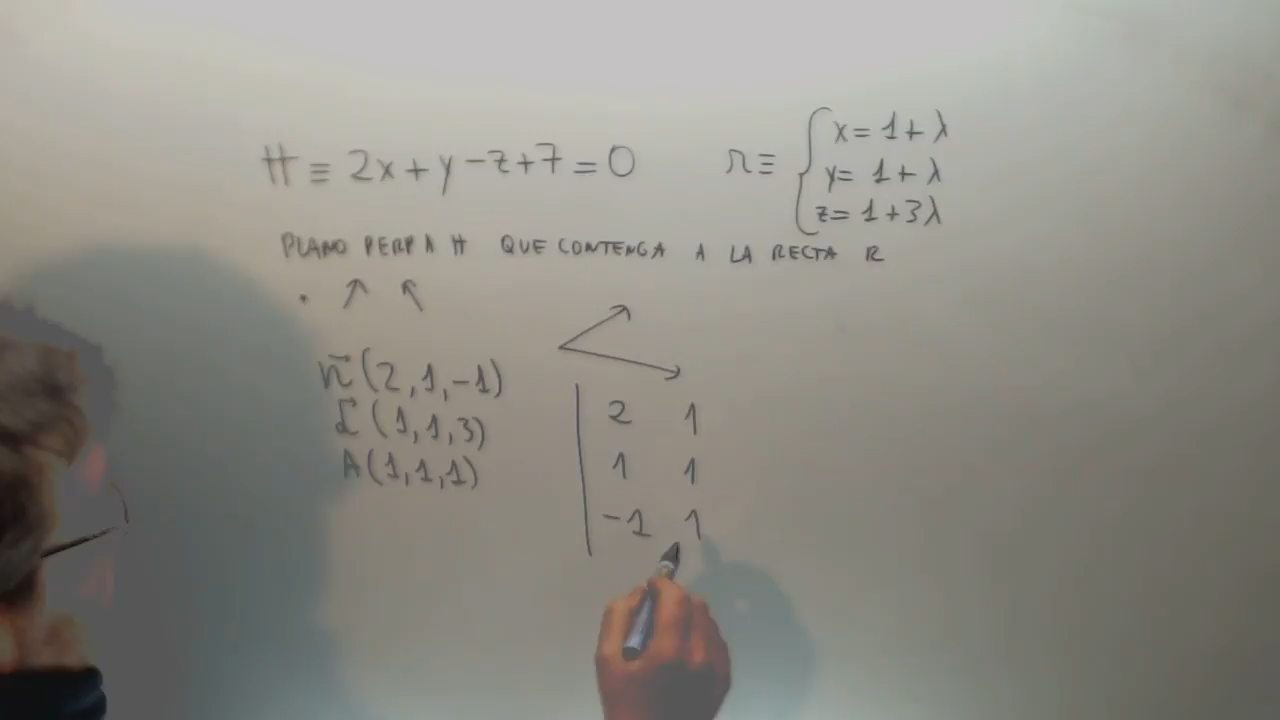 H ≡ 2x + y - z + 7 = 0
r ≡ { x = 1 + λ
y = 1 + λ
z = 1 + 3λ
PLANO PERP A H QUE CONTENGA A LA RECTA R
n⃗ (2, 1, -1)
(1, 1, 3)
A (1, 1, 1)
| 2 1
1 1
-1 1